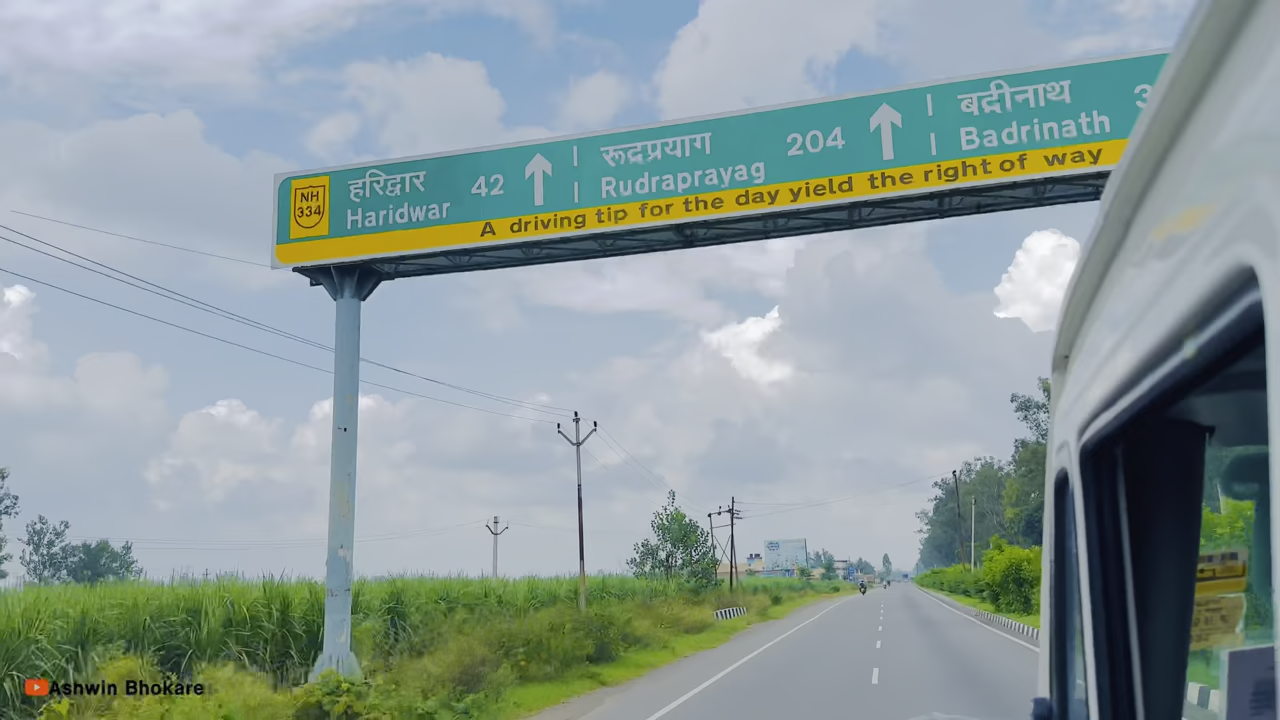 NH
334
हरिद्वार 42
Haridwar
रूद्रप्रयाग 204
Rudraprayag
बद्रीनाथ 3
Badrinath
A driving tip for the day yield the right of way
Ashwin Bhokare